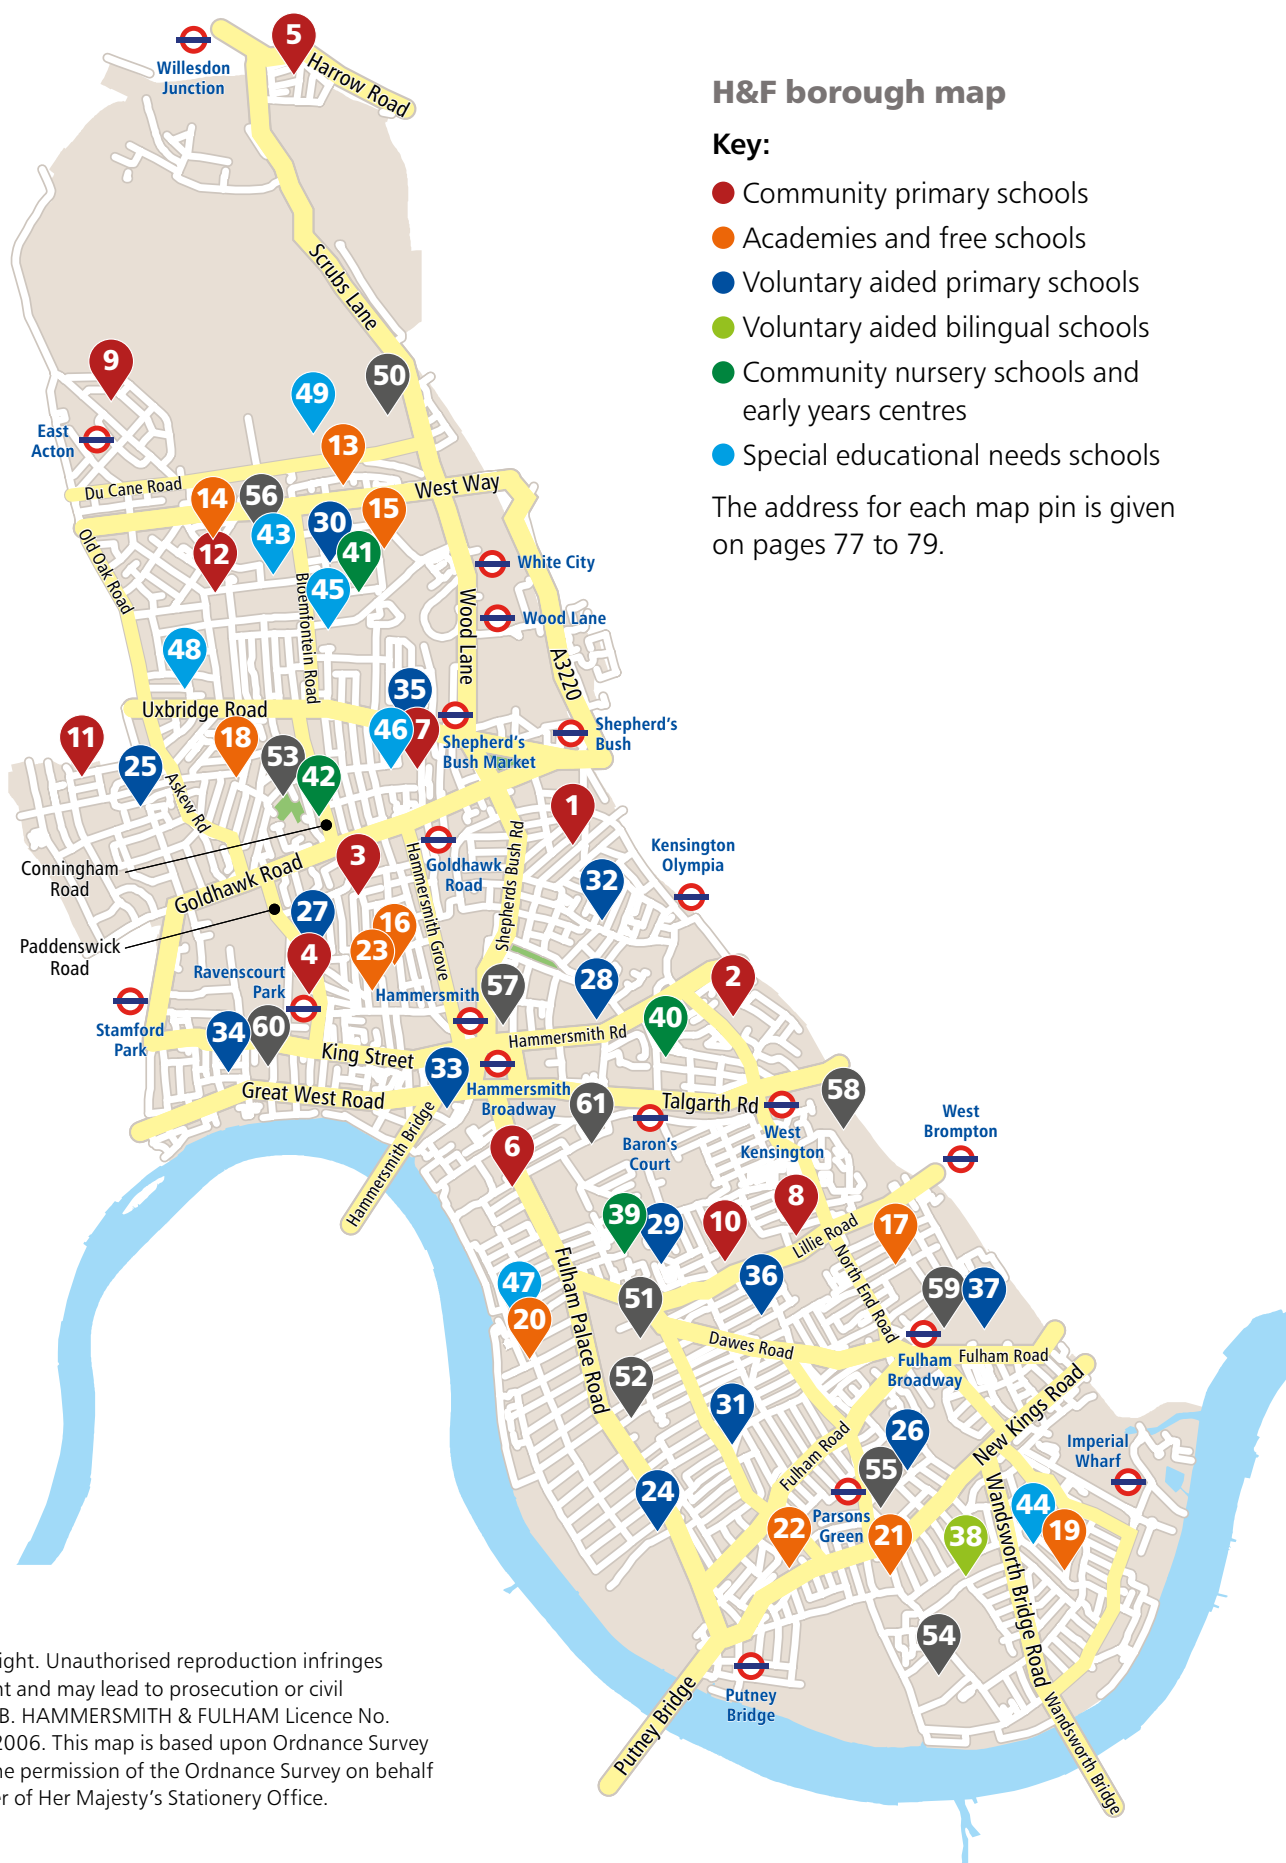 H&F borough map
Key:
Community primary schools
Academies and free schools
Voluntary aided primary schools
Voluntary aided bilingual schools
Community nursery schools and
early years centres
Special educational needs schools
The address for each map pin is given
on pages 77 to 79.
5
Willesdon
Junction
Harrow Road
Scrubs Lane
9
50
49
East
Acton
13
Du Cane Road
West Way
14
56
15
30
43
12
41
45
Old Oak Road
Bloemfontein Road
White City
Wood Lane
Wood Lane
A3220
48
35
Uxbridge Road
11
18
46
7
Shepherd's
Bush Market
Shepherd's
Bush
25
53
42
Askew Rd
1
Conningham
Road
3
Goldhawk
Road
Hammersmith Grove
Shepherds Bush Rd
Kensington
Olympia
Goldhawk Road
32
27
16
Paddenswick
Road
4
23
Ravenscourt
Park
Hammersmith
57
28
2
Stamford
Park
34
60
40
King Street
Hammersmith Rd
33
Hammersmith
Broadway
Great West Road
61
Talgarth Rd
58
Baron's
Court
West
Kensington
West
Brompton
Hammersmith Bridge
6
8
39
29
10
17
Lillie Road
North End Road
47
36
59
37
20
51
Fulham Palace Road
Dawes Road
Fulham
Broadway
Fulham Road
52
31
New Kings Road
26
Imperial
Wharf
Fulham Road
55
24
Parsons
Green
44
22
21
38
19
Wandsworth Bridge Road
54
Putney
Bridge
Putney Bridge
Wandsworth Bridge
ight. Unauthorised reproduction infringes
t and may lead to prosecution or civil
B. HAMMERSMITH & FULHAM Licence No.
2006. This map is based upon Ordnance Survey
ne permission of the Ordnance Survey on behalf
r of Her Majesty's Stationery Office.